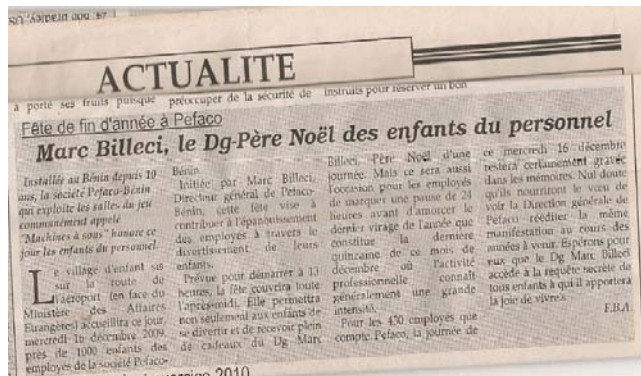 ACTUALITE
a porté ses fruits puisque
préoccuper de la sécurité de
instruits pour réserver un bon
Fête de fin d'année à Pefaco
Marc Billeci, le Dg-Père Noël des enfants du personnel
Installée au Bénin depuis 10
ans, la société Pefaco-Bénin
qui exploite les salles du jeu
communément appelé
"Machines à sous" honore ce
jour les enfants du personnel.
Le village d'enfant sis
sur la route de
l'aéroport (en face du
Ministère des Affaires
Etrangères) accueillira ce jour,
mercredi 16 décembre 2009,
près de 1000 enfants des
employés de la société Pefaco-
Bénin.
Initiée par Marc Billeci,
Directeur général de Pefaco-
Bénin, cette fête vise à
contribuer à l'épanouissement
des employés à travers le
divertissement de leurs
enfants.
Prévue pour démarrer à 13
heures, la fête couvrira toute
l'après-midi. Elle permettra
non seulement aux enfants de
se divertir et de recevoir plein
de cadeaux du Dg Marc
Billeci, Père Noël d'une
journée. Mais ce sera aussi
l'occasion pour les employés
de marquer une pause de 24
heures avant d'amorcer le
dernier virage de l'année que
constitue la dernière
quinzaine de ce mois de
décembre où l'activité
professionnelle connaît
généralement une grande
intensité.
Pour les 450 employés que
compte Pefaco, la journée de
ce mercredi 16 décembre
restera certainement gravée
dans les mémoires. Nul doute
qu'ils nourriront le vœu de
voir la Direction générale de
Pefaco rééditer la même
manifestation au cours des
années à venir. Espérons pour
eux que le Dg Marc Billeci
accède à la requête secrète de
tous enfants à qui il apportera
la joie de vivre.
F.B.A.
2010